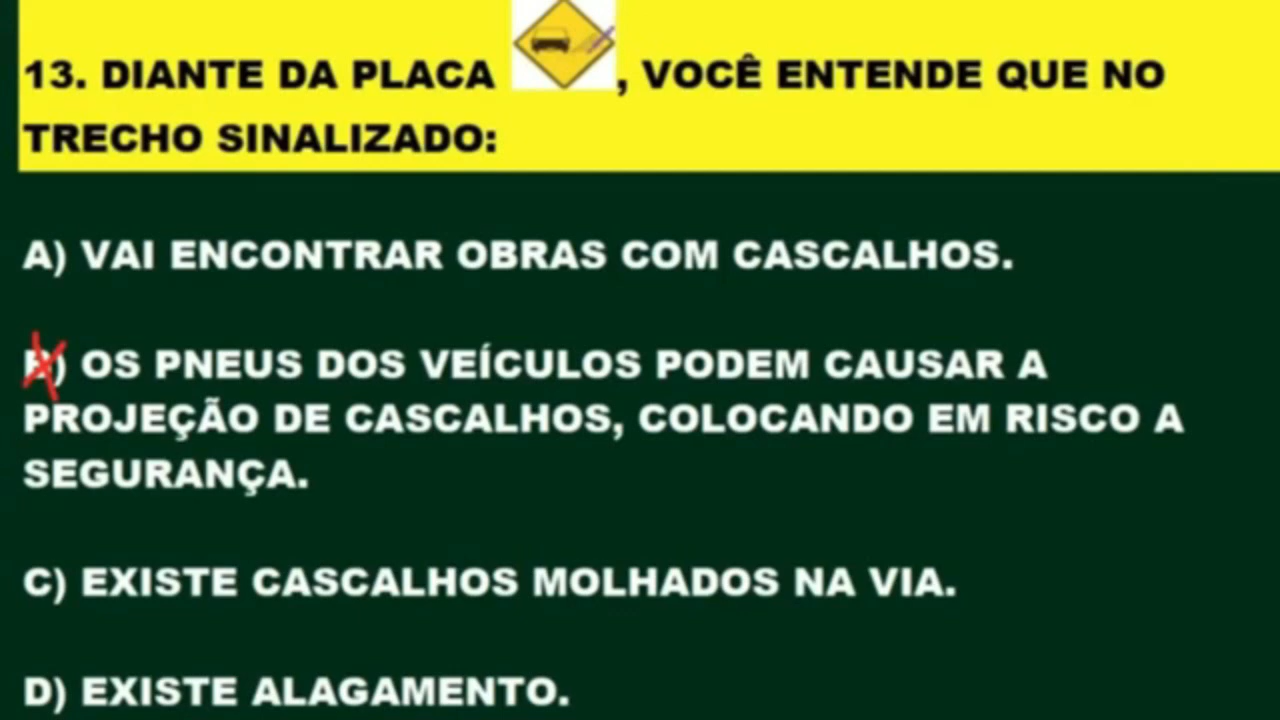 13. DIANTE DA PLACA , VOCÊ ENTENDE QUE NO
TRECHO SINALIZADO:
A) VAI ENCONTRAR OBRAS COM CASCALHOS.
B) OS PNEUS DOS VEÍCULOS PODEM CAUSAR A
PROJEÇÃO DE CASCALHOS, COLOCANDO EM RISCO A
SEGURANÇA.
C) EXISTE CASCALHOS MOLHADOS NA VIA.
D) EXISTE ALAGAMENTO.